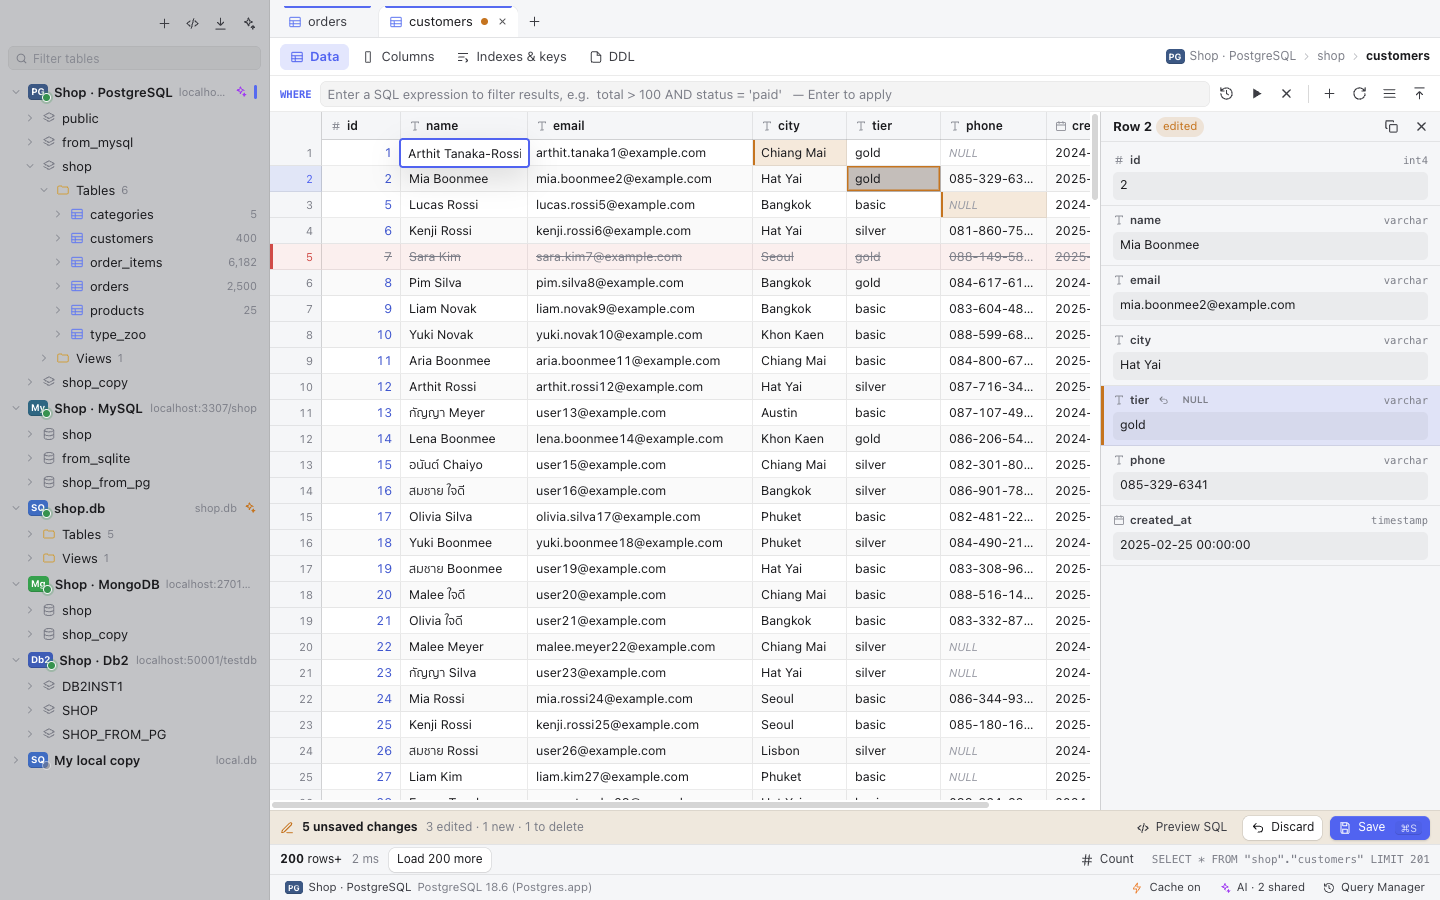 orders
customers
Filter tables
Data
Columns
Indexes & keys
DDL
PG Shop · PostgreSQL › shop › customers
WHERE
Enter a SQL expression to filter results, e.g. total > 100 AND status = 'paid' — Enter to apply
PG Shop · PostgreSQL localho...
public
from_mysql
shop
Tables 6
categories 5
customers 400
order_items 6,182
orders 2,500
products 25
type_zoo
Views 1
shop_copy
My Shop · MySQL localhost:3307/shop
shop
from_sqlite
shop_from_pg
SQ shop.db shop.db
Tables 5
Views 1
Mg Shop · MongoDB localhost:2701...
shop
shop_copy
Db2 Shop · Db2 localhost:50001/testdb
DB2INST1
SHOP
SHOP_FROM_PG
SQ My local copy local.db
# id name email city tier phone cre
1 1 Arthit Tanaka-Rossi arthit.tanaka1@example.com Chiang Mai gold NULL 2024-
2 2 Mia Boonmee mia.boonmee2@example.com Hat Yai gold 085-329-63... 2025-
3 5 Lucas Rossi lucas.rossi5@example.com Bangkok basic NULL 2024-
4 6 Kenji Rossi kenji.rossi6@example.com Hat Yai silver 081-860-75... 2025-
5 7 Sara Kim sara.kim7@example.com Seoul gold 088-149-58... 2025-
6 8 Pim Silva pim.silva8@example.com Bangkok gold 084-617-61... 2024-
7 9 Liam Novak liam.novak9@example.com Bangkok basic 083-604-48... 2025-
8 10 Yuki Novak yuki.novak10@example.com Khon Kaen basic 088-599-68... 2025-
9 11 Aria Boonmee aria.boonmee11@example.com Chiang Mai basic 084-800-67... 2025-
10 12 Arthit Rossi arthit.rossi12@example.com Hat Yai silver 087-716-34... 2025-
11 13 กัญญา Meyer user13@example.com Austin basic 087-107-49... 2024-
12 14 Lena Boonmee lena.boonmee14@example.com Khon Kaen gold 086-206-54... 2024-
13 15 อนันต์ Chaiyo user15@example.com Chiang Mai silver 082-301-80... 2025-
14 16 สมชาย ใจดี user16@example.com Bangkok silver 086-901-78... 2025-
15 17 Olivia Silva olivia.silva17@example.com Phuket basic 082-481-22... 2025-
16 18 Yuki Boonmee yuki.boonmee18@example.com Phuket silver 084-490-21... 2025-
17 19 สมชาย Boonmee user19@example.com Hat Yai basic 083-308-96... 2025-
18 20 Malee ใจดี user20@example.com Chiang Mai basic 088-516-14... 2025-
19 21 Olivia ใจดี user21@example.com Bangkok basic 083-332-87... 2025-
20 22 Malee Meyer malee.meyer22@example.com Chiang Mai silver NULL 2024-
21 23 กัญญา Silva user23@example.com Hat Yai silver NULL 2025-
22 24 Mia Rossi mia.rossi24@example.com Seoul basic 086-344-93... 2025-
23 25 Kenji Rossi kenji.rossi25@example.com Seoul basic 085-180-16... 2025-
24 26 สมชาย Rossi user26@example.com Lisbon silver NULL 2024-
25 27 Liam Kim liam.kim27@example.com Phuket basic NULL 2025-
Row 2 edited
# id int4
2
name varchar
Mia Boonmee
email varchar
mia.boonmee2@example.com
city varchar
Hat Yai
tier NULL varchar
gold
phone varchar
085-329-6341
created_at timestamp
2025-02-25 00:00:00
5 unsaved changes 3 edited · 1 new · 1 to delete
Preview SQL
Discard
Save ⌘S
200 rows+ 2 ms Load 200 more
# Count SELECT * FROM "shop"."customers" LIMIT 201
PG Shop · PostgreSQL PostgreSQL 18.6 (Postgres.app)
Cache on
AI · 2 shared
Query Manager